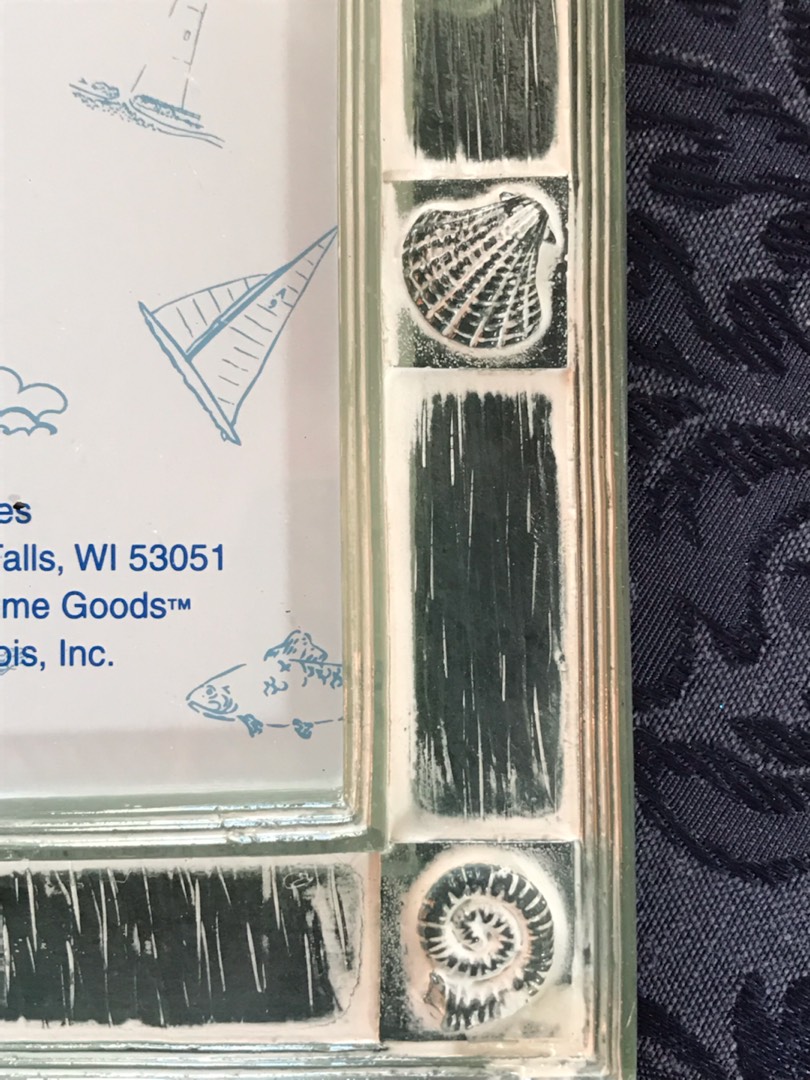 es
Falls, WI 53051
me Goods™
ois, Inc.